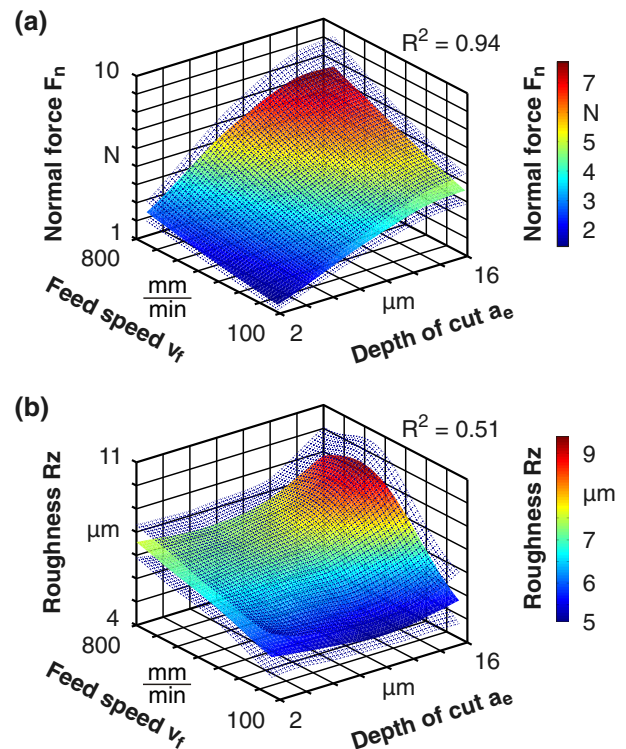 (a)
R² = 0.94
Normal force Fₙ
10
N
1
800
Feed speed v_f
mm
min
100
2
µm
16
Depth of cut aₑ
Normal force Fₙ
7
N
5
4
3
2
(b)
R² = 0.51
Roughness Rz
11
µm
4
800
Feed speed v_f
mm
min
100
2
µm
16
Depth of cut aₑ
Roughness Rz
9
µm
7
6
5